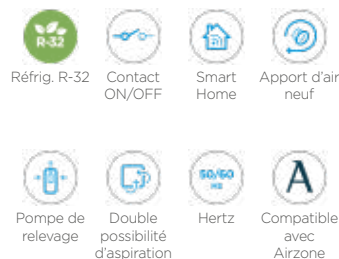 R-32
Réfrig. R-32
Contact
ON/OFF
Smart
Home
Apport d'air
neuf
50/60
HZ
Pompe de
relevage
Double
possibilité
d'aspiration
Hertz
A
Compatible
avec
Airzone